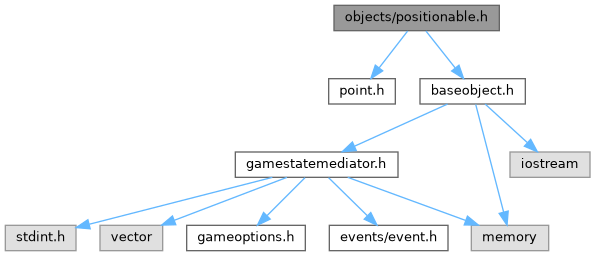 objects/positionable.h
point.h
baseobject.h
gamestatemediator.h
iostream
stdint.h
vector
gameoptions.h
events/event.h
memory